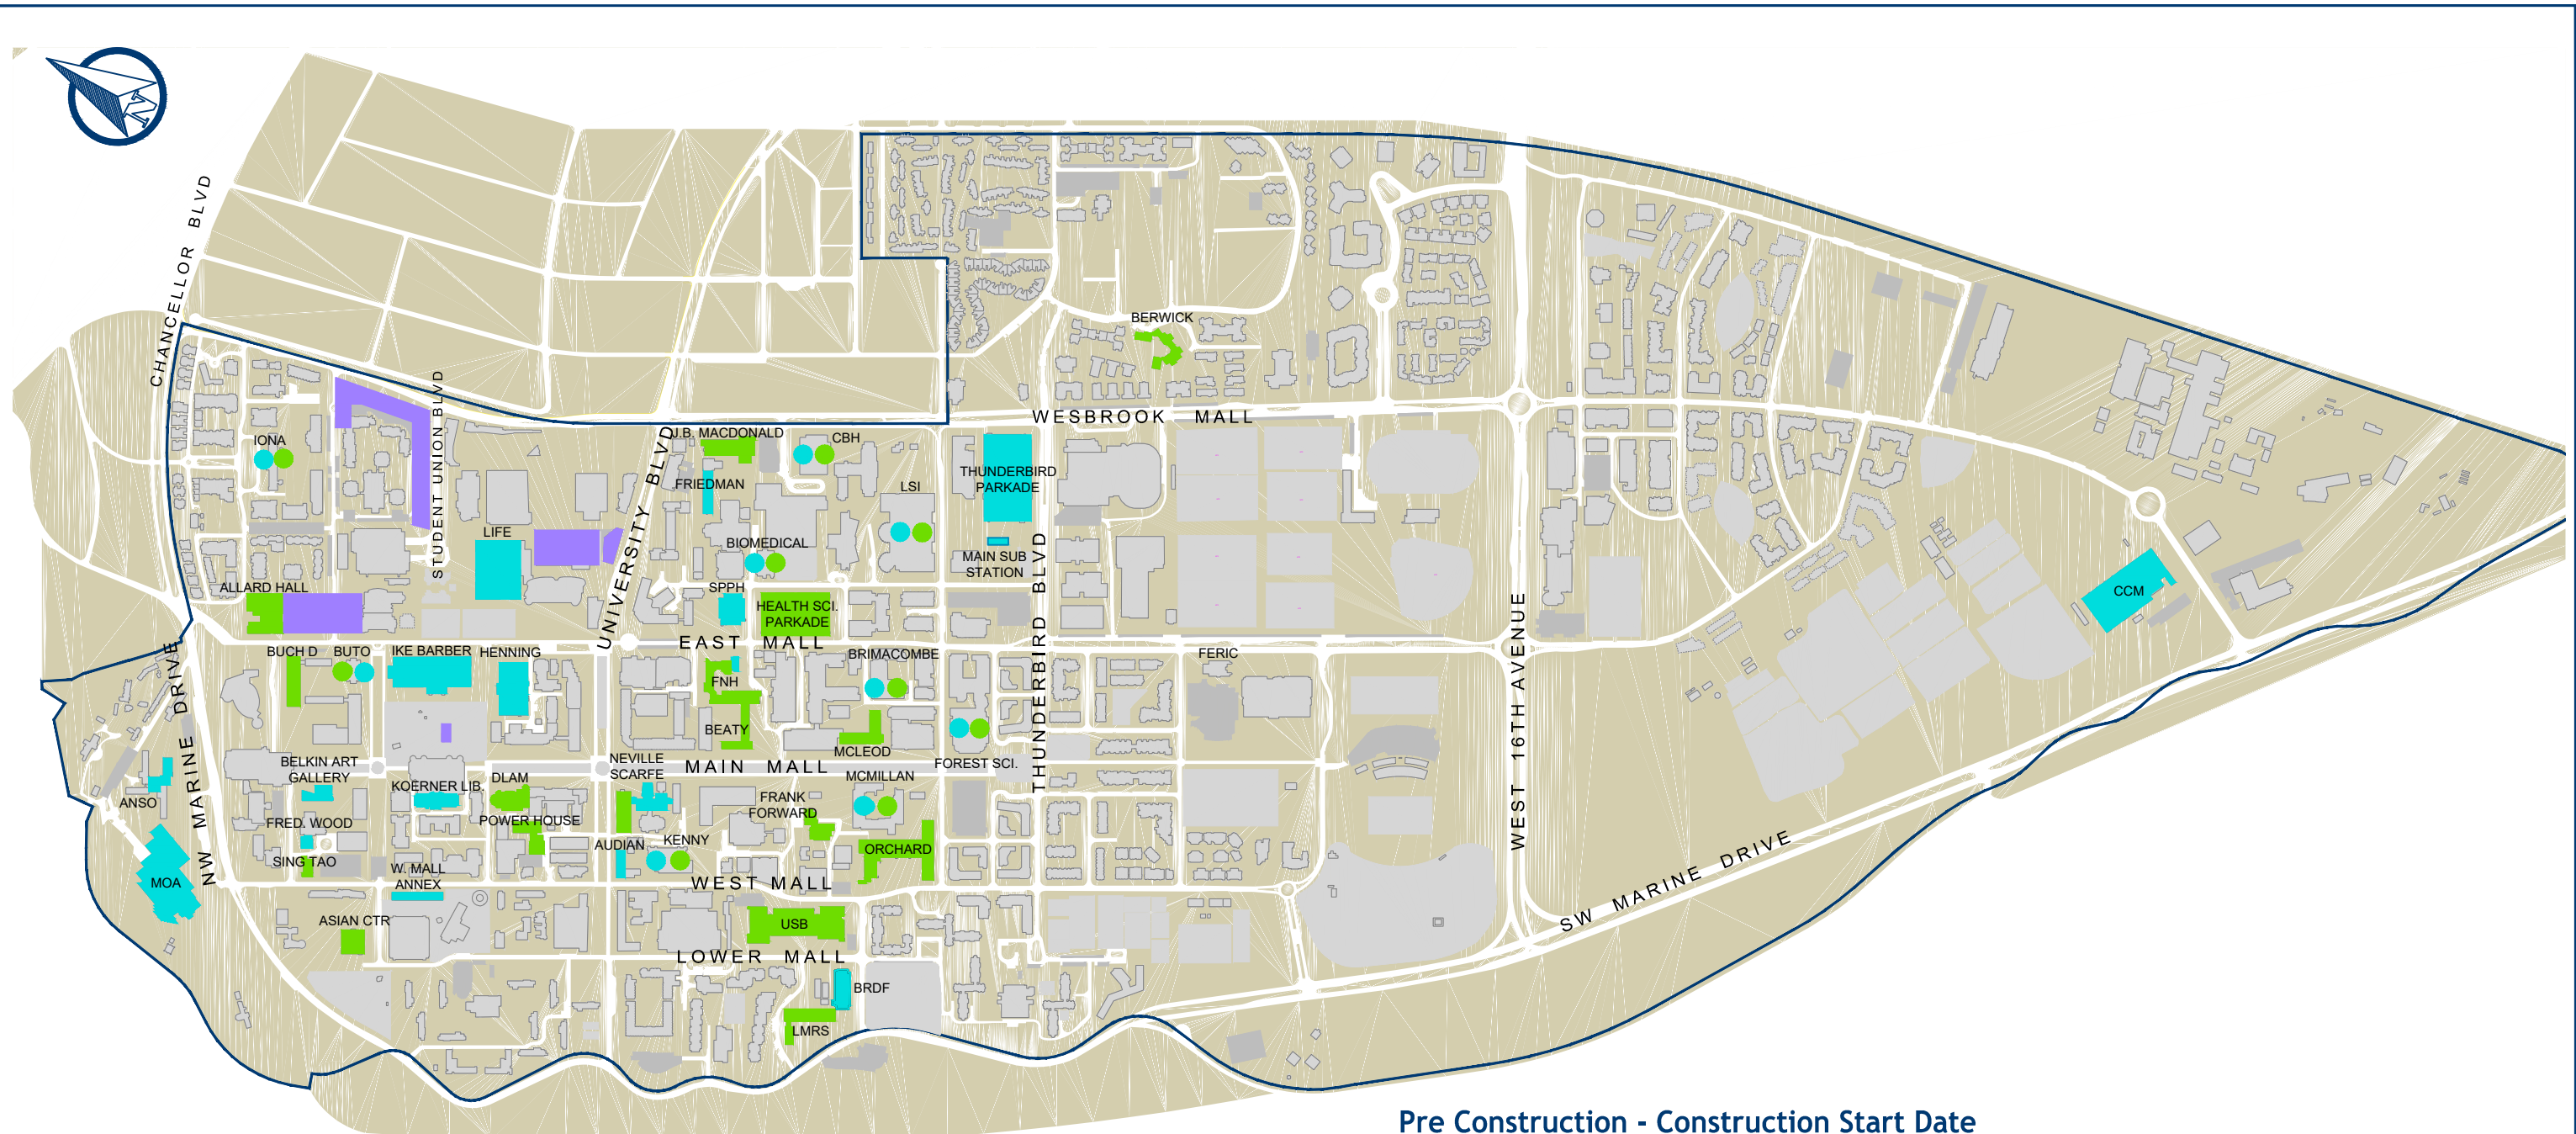 N
CHANCELLOR BLVD
BERWICK
WESBROOK MALL
STUDENT UNION BLVD
UNIVERSITY BLVD
J.B. MACDONALD
CBH
IONA
THUNDERBIRD
PARKADE
FRIEDMAN
LSI
LIFE
BIOMEDICAL
MAIN SUB
STATION
THUNDERBIRD BLVD
ALLARD HALL
SPPH
CCM
HEALTH SCI.
PARKADE
WEST 16TH AVENUE
EAST MALL
NW MARINE DRIVE
BUCH D
BUTO
IKE BARBER
HENNING
BRIMACOMBE
FERIC
FNH
BEATY
MCLEOD
BELKIN ART
GALLERY
NEVILLE
SCARFE
MAIN MALL
FOREST SCI.
ANSO
KOERNER LIB.
DLAM
MCMILLAN
FRANK
FORWARD
FRED. WOOD
POWER HOUSE
AUDIAN
KENNY
ORCHARD
SING TAO
W. MALL
ANNEX
MOA
WEST MALL
SW MARINE DRIVE
ASIAN CTR
USB
LOWER MALL
BRDF
LMRS
Pre Construction - Construction Start Date